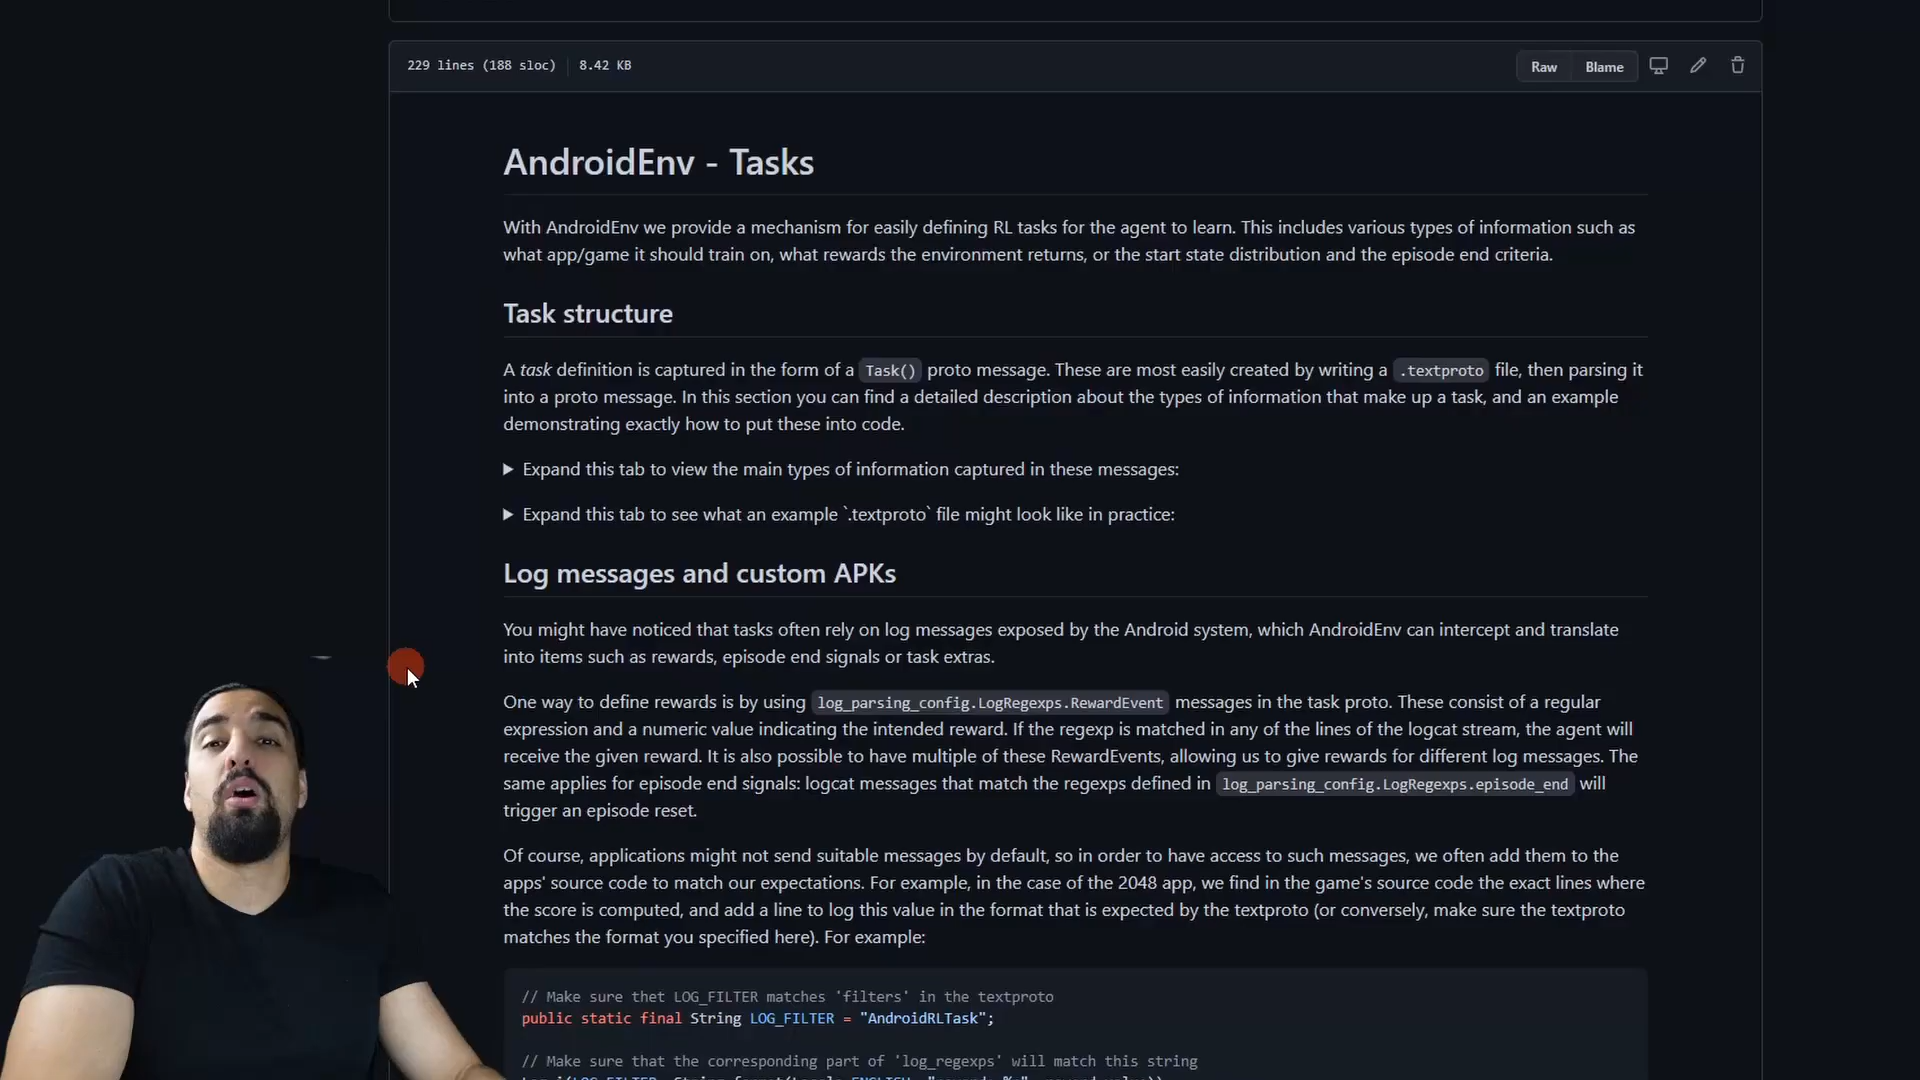 229 lines (188 sloc) 8.42 KB
Raw Blame
AndroidEnv - Tasks
With AndroidEnv we provide a mechanism for easily defining RL tasks for the agent to learn. This includes various types of information such as
what app/game it should train on, what rewards the environment returns, or the start state distribution and the episode end criteria.
Task structure
A task definition is captured in the form of a Task() proto message. These are most easily created by writing a .textproto file, then parsing it
into a proto message. In this section you can find a detailed description about the types of information that make up a task, and an example
demonstrating exactly how to put these into code.
Expand this tab to view the main types of information captured in these messages:
Expand this tab to see what an example `.textproto` file might look like in practice:
Log messages and custom APKs
You might have noticed that tasks often rely on log messages exposed by the Android system, which AndroidEnv can intercept and translate
into items such as rewards, episode end signals or task extras.
One way to define rewards is by using log_parsing_config.LogRegexps.RewardEvent messages in the task proto. These consist of a regular
expression and a numeric value indicating the intended reward. If the regexp is matched in any of the lines of the logcat stream, the agent will
receive the given reward. It is also possible to have multiple of these RewardEvents, allowing us to give rewards for different log messages. The
same applies for episode end signals: logcat messages that match the regexps defined in log_parsing_config.LogRegexps.episode_end will
trigger an episode reset.
Of course, applications might not send suitable messages by default, so in order to have access to such messages, we often add them to the
apps' source code to match our expectations. For example, in the case of the 2048 app, we find in the game's source code the exact lines where
the score is computed, and add a line to log this value in the format that is expected by the textproto (or conversely, make sure the textproto
matches the format you specified here). For example:
// Make sure thet LOG_FILTER matches 'filters' in the textproto
public static final String LOG_FILTER = "AndroidRLTask";
// Make sure that the corresponding part of 'log_regexps' will match this string